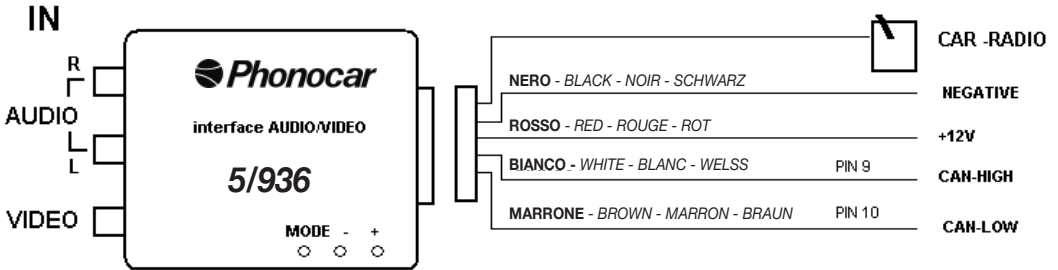 IN
R
AUDIO
L
VIDEO
Phonocar
interface AUDIO/VIDEO
5/936
MODE - +
CAR -RADIO
NERO - BLACK - NOIR - SCHWARZ
NEGATIVE
ROSSO - RED - ROUGE - ROT
+12V
BIANCO - WHITE - BLANC - WELSS PIN 9
CAN-HIGH
MARRONE - BROWN - MARRON - BRAUN PIN 10
CAN-LOW